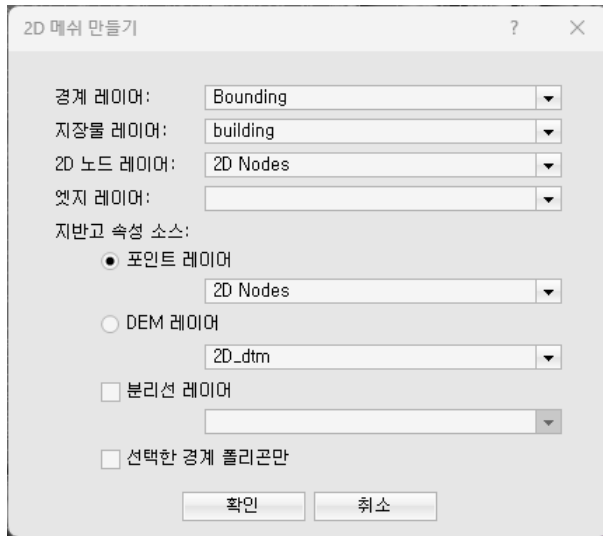 2D 메쉬 만들기 ? ×
경계 레이어: Bounding
지장물 레이어: building
2D 노드 레이어: 2D Nodes
엣지 레이어:
지반고 속성 소스:
포인트 레이어
2D Nodes
DEM 레이어
2D_dtm
분리선 레이어
선택한 경계 폴리곤만
확인 취소